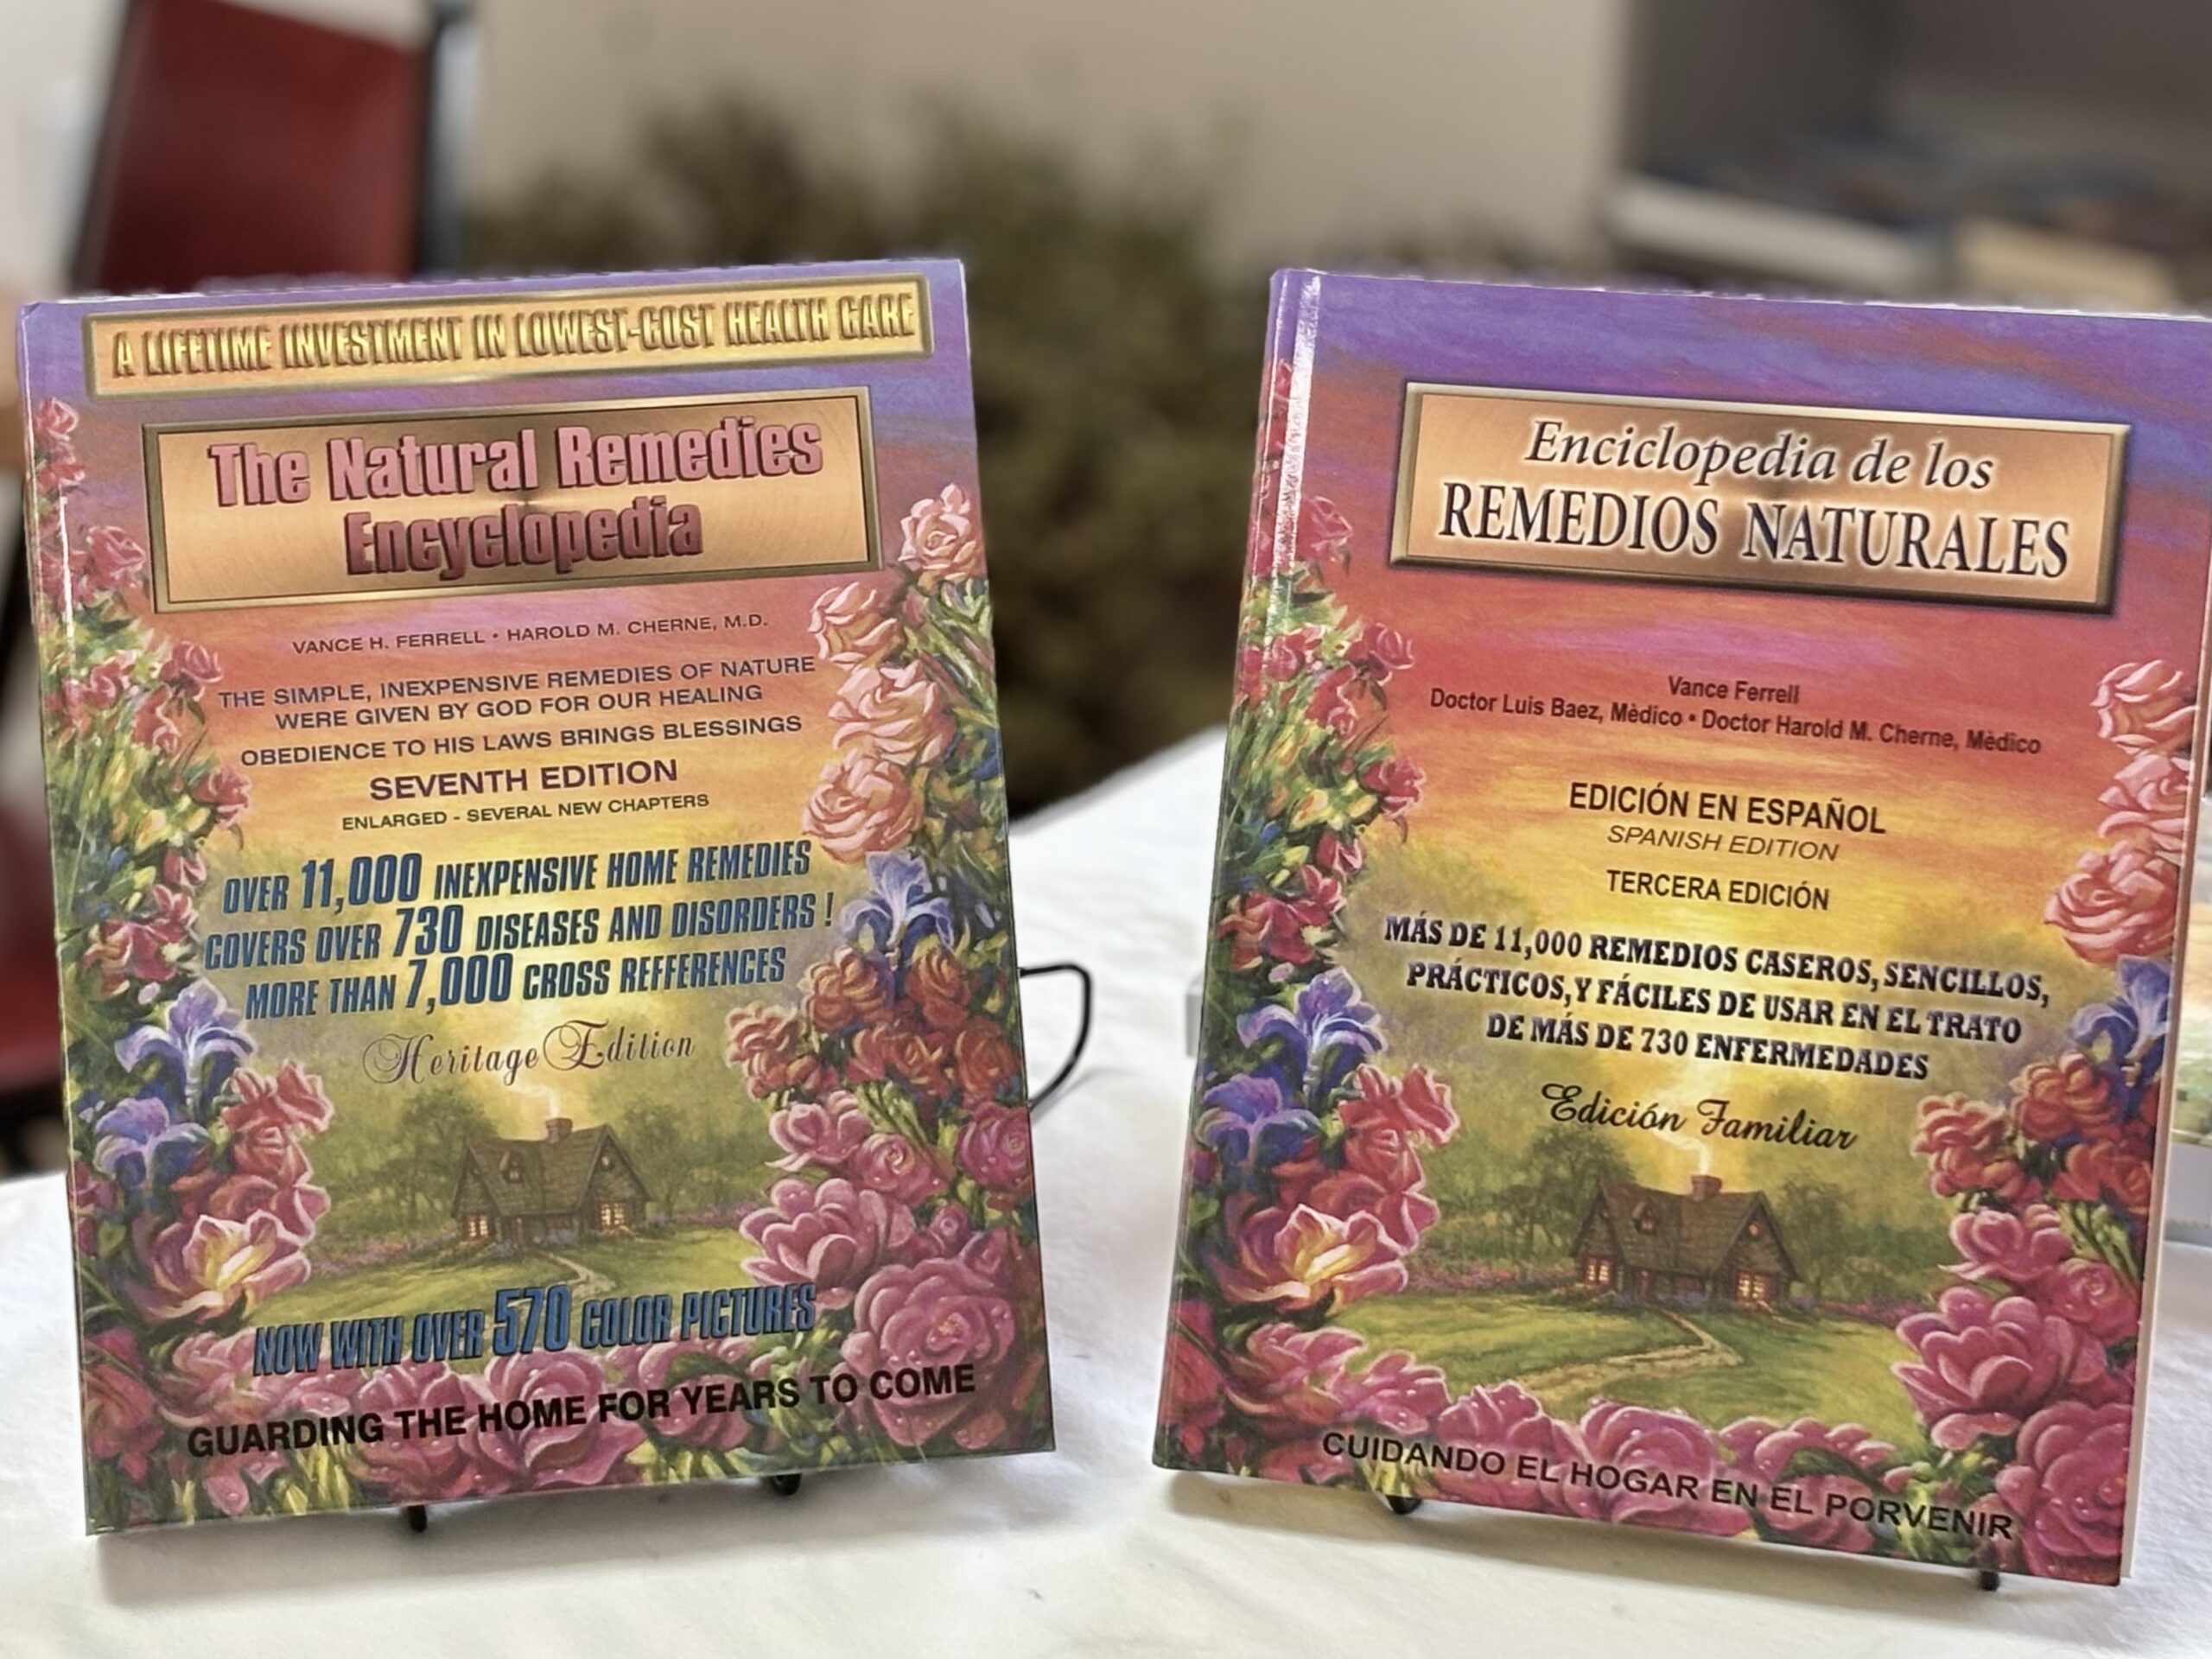 A LIFETIME INVESTMENT IN LOWEST-COST HEALTH CARE
The Natural Remedies
Encyclopedia
VANCE H. FERRELL • HAROLD M. CHERNE, M.D.
THE SIMPLE, INEXPENSIVE REMEDIES OF NATURE
WERE GIVEN BY GOD FOR OUR HEALING
OBEDIENCE TO HIS LAWS BRINGS BLESSINGS
SEVENTH EDITION
ENLARGED - SEVERAL NEW CHAPTERS
OVER 11,000 INEXPENSIVE HOME REMEDIES
COVERS OVER 730 DISEASES AND DISORDERS !
MORE THAN 7,000 CROSS REFFERENCES
Heritage Edition
NOW WITH OVER 570 COLOR PICTURES
GUARDING THE HOME FOR YEARS TO COME
Enciclopedia de los
REMEDIOS NATURALES
Vance Ferrell
Doctor Luis Baez, Mèdico • Doctor Harold M. Cherne, Mèdico
EDICIÓN EN ESPAÑOL
SPANISH EDITION
TERCERA EDICIÓN
MÁS DE 11,000 REMEDIOS CASEROS, SENCILLOS,
PRÁCTICOS, Y FÁCILES DE USAR EN EL TRATO
DE MÁS DE 730 ENFERMEDADES
Edición Familiar
CUIDANDO EL HOGAR EN EL PORVENIR